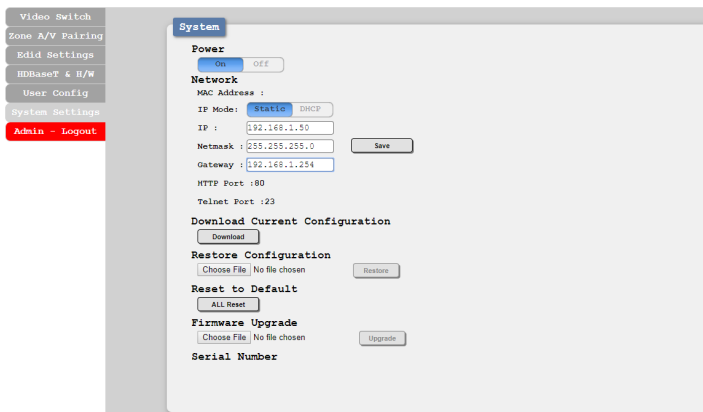 Video Switch
Zone A/V Pairing
Edid Settings
HDBaseT & H/W
User Config
System Settings
Admin - Logout
System
Power
On Off
Network
MAC Address :
IP Mode: Static DHCP
IP : 192.168.1.50
Netmask : 255.255.255.0 Save
Gateway : 192.168.1.254
HTTP Port :80
Telnet Port :23
Download Current Configuration
Download
Restore Configuration
Choose File No file chosen Restore
Reset to Default
ALL Reset
Firmware Upgrade
Choose File No file chosen Upgrade
Serial Number